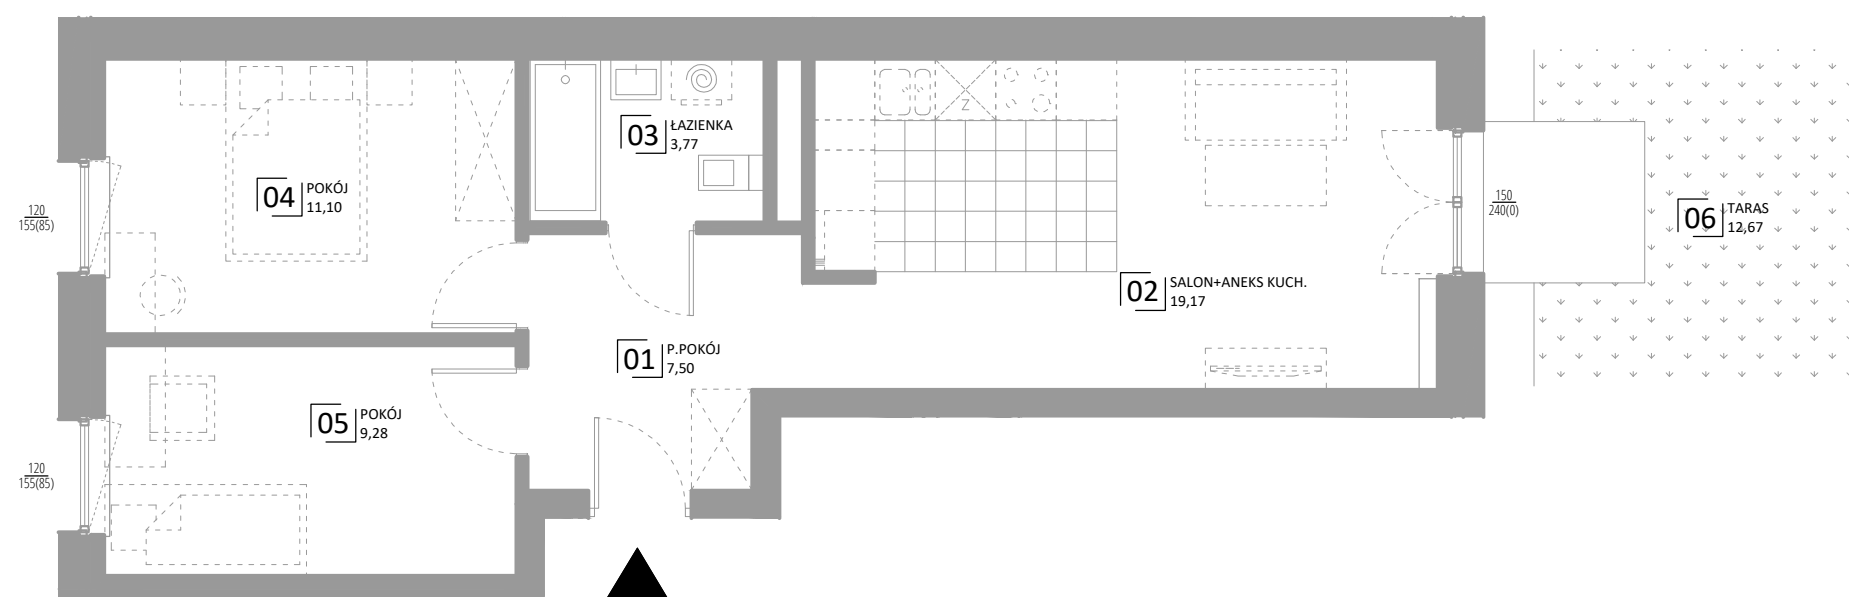 03
ŁAZIENKA
3,77
04
POKÓJ
11,10
120
155(85)
Z
150
240(0)
06
TARAS
12,67
02
SALON+ANEKS KUCH.
19,17
01
P.POKÓJ
7,50
05
POKÓJ
9,28
120
155(85)